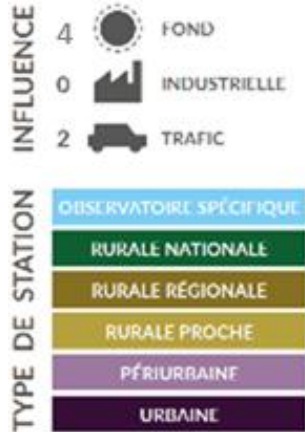 INFLUENCE
4 FOND
0 INDUSTRIELLE
2 TRAFIC
TYPE DE STATION
OBSERVATOIRE SPÉCIFIQUE
RURALE NATIONALE
RURALE RÉGIONALE
RURALE PROCHE
PÉRIURBAINE
URBAINE